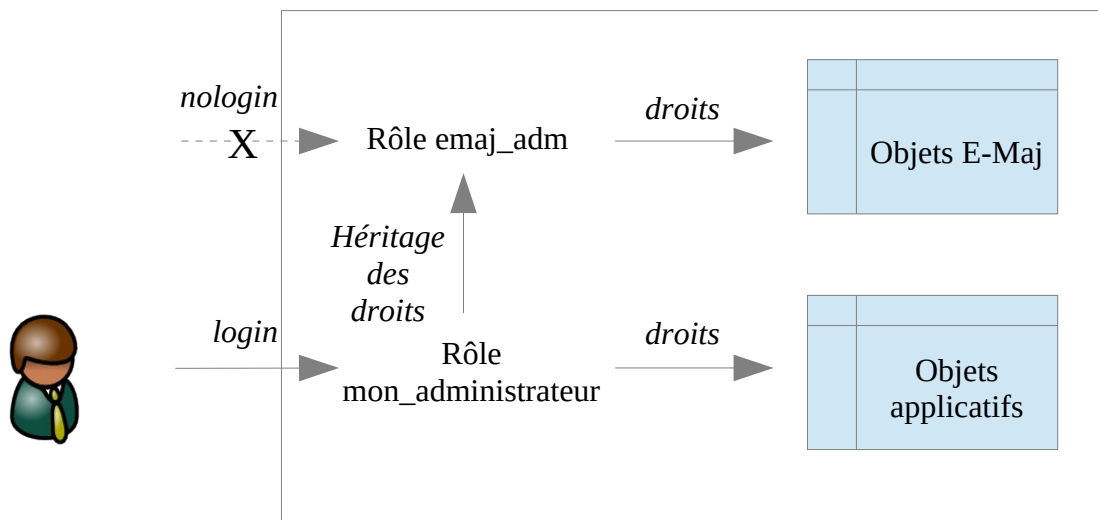 nologin
X
Rôle emaj_adm
droits
Objets E-Maj
Héritage
des
droits
login
Rôle
mon_administrateur
droits
Objets
applicatifs